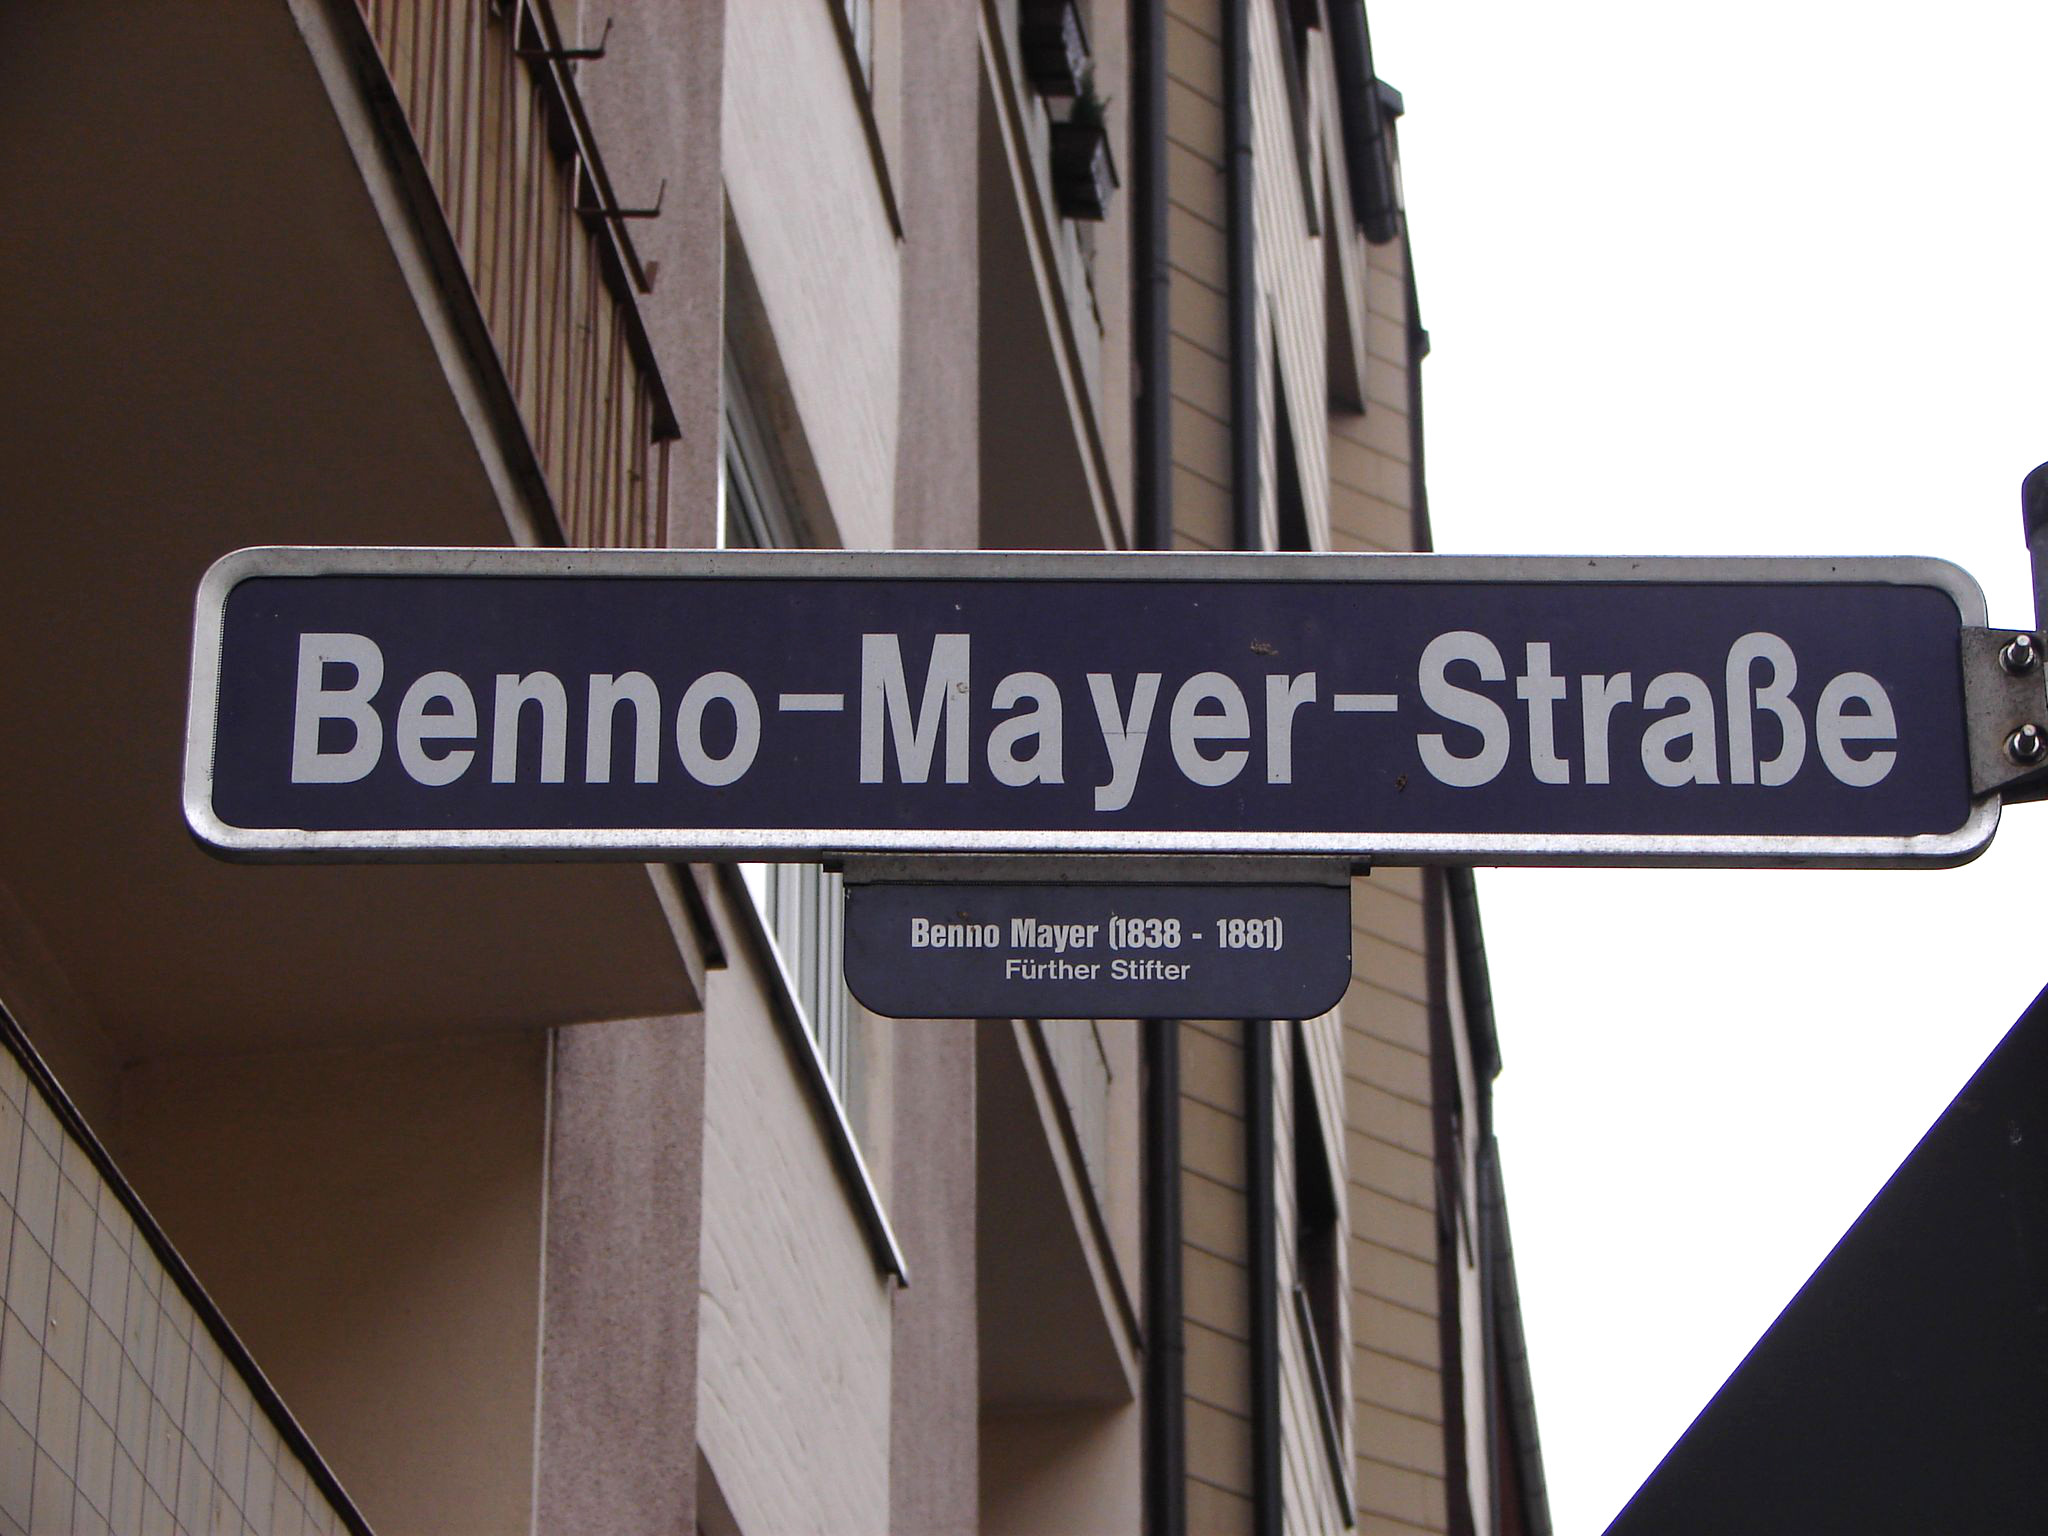 Benno-Mayer-Straße
Benno Mayer (1838 - 1881)
Fürther Stifter